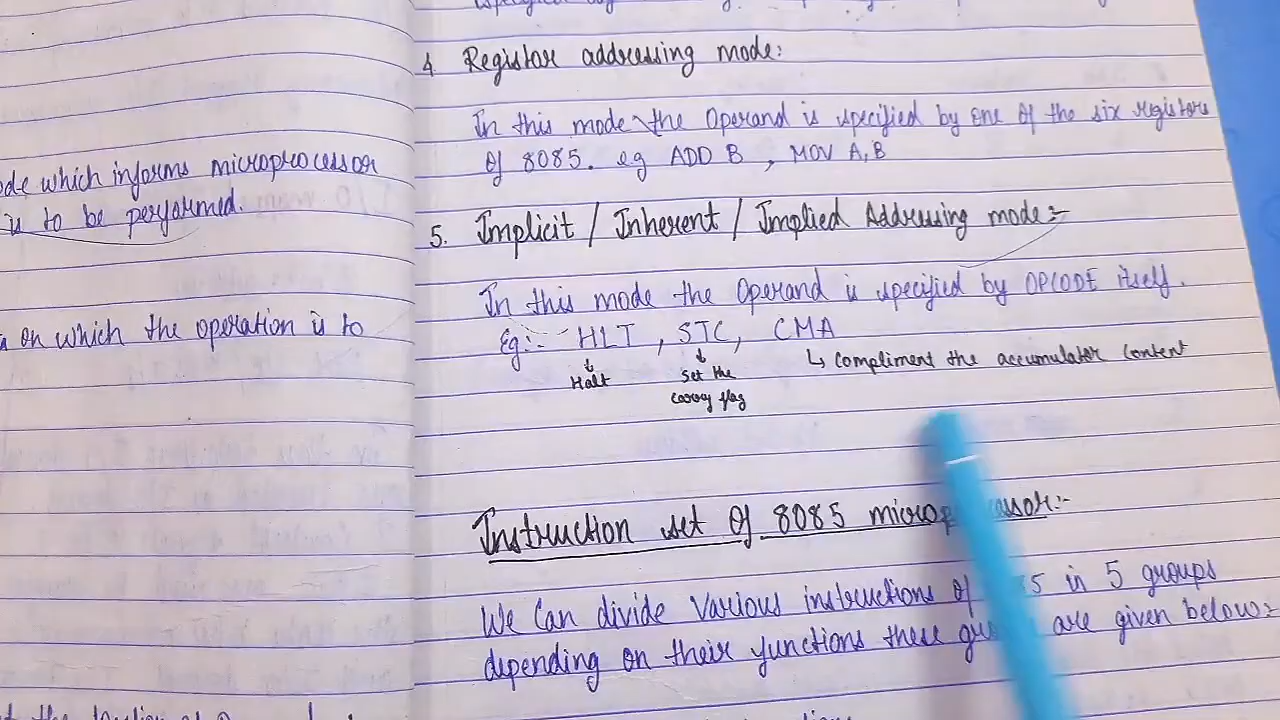 ode which informs microprocessor
is to be performed.
on which the operation is to
4. Register addressing mode:
In this mode the Operand is specified by one of the six registers
Of 8085. eg ADD B , MOV A,B
5. Implicit / Inherent / Implied Addressing mode:-
In this mode the Operand is specified by OPCODE itself.
Eg:- HLT , STC, CMA
↓ Halt
↓ Set the
carry flag
↳ Compliment the accumulator content
Instruction set Of 8085 microp ssor:-
We Can divide Various instructions of 85 in 5 groups
depending on their functions these are given below: